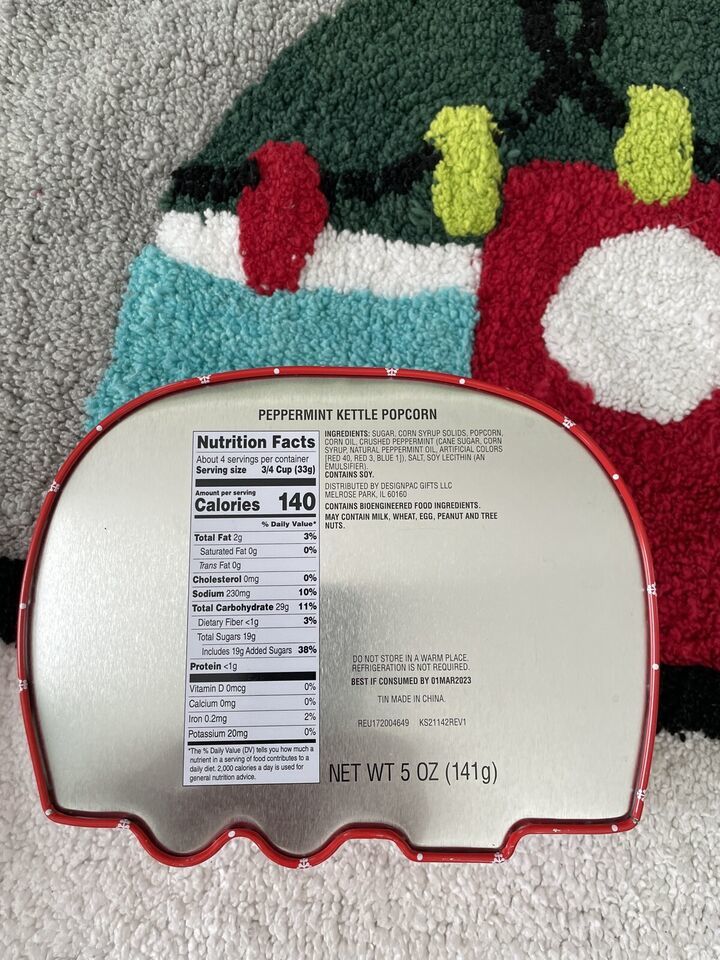 PEPPERMINT KETTLE POPCORN
Nutrition Facts
About 4 servings per container
Serving size 3/4 Cup (33g)
Amount per serving
Calories 140
% Daily Value*
Total Fat 2g 3%
Saturated Fat 0g 0%
Trans Fat 0g
Cholesterol 0mg 0%
Sodium 230mg 10%
Total Carbohydrate 29g 11%
Dietary Fiber <1g 3%
Total Sugars 19g
Includes 19g Added Sugars 38%
Protein <1g
Vitamin D 0mcg 0%
Calcium 0mg 0%
Iron 0.2mg 2%
Potassium 20mg 0%
*The % Daily Value (DV) tells you how much a
nutrient in a serving of food contributes to a
daily diet. 2,000 calories a day is used for
general nutrition advice.
INGREDIENTS: SUGAR, CORN SYRUP SOLIDS, POPCORN,
CORN OIL, CRUSHED PEPPERMINT (CANE SUGAR, CORN
SYRUP, NATURAL PEPPERMINT OIL, ARTIFICIAL COLORS
[RED 40, RED 3, BLUE 1]), SALT, SOY LECITHIN (AN
EMULSIFIER).
CONTAINS SOY.
DISTRIBUTED BY DESIGNPAC GIFTS LLC
MELROSE PARK, IL 60160
CONTAINS BIOENGINEERED FOOD INGREDIENTS.
MAY CONTAIN MILK, WHEAT, EGG, PEANUT AND TREE
NUTS.
DO NOT STORE IN A WARM PLACE.
REFRIGERATION IS NOT REQUIRED.
BEST IF CONSUMED BY 01MAR2023
TIN MADE IN CHINA.
REU172004649 KS21142REV1
NET WT 5 OZ (141g)